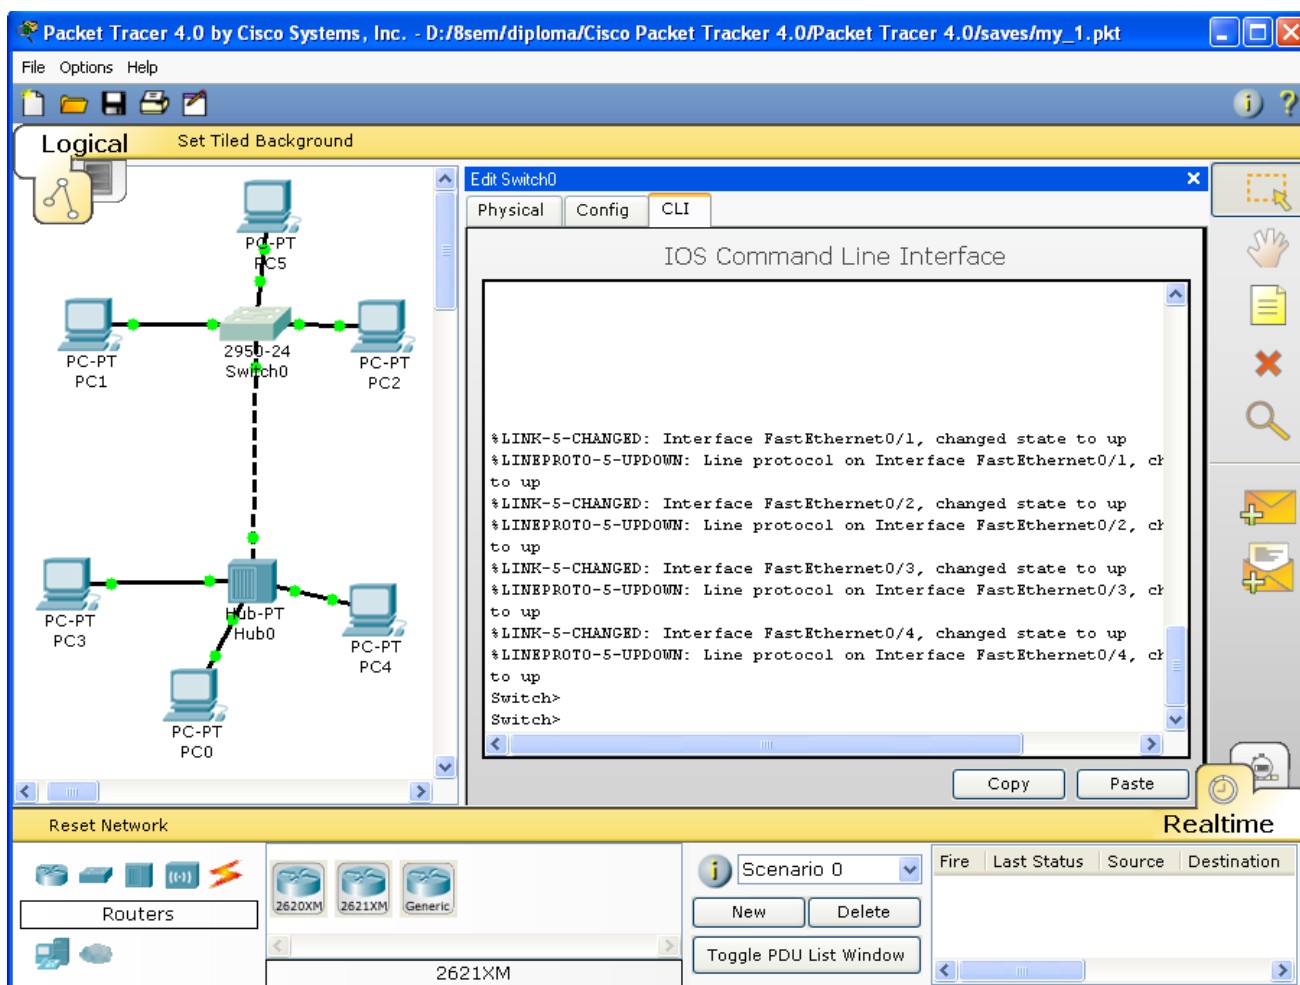 Packet Tracer 4.0 by Cisco Systems, Inc. - D:/8sem/diploma/Cisco Packet Tracker 4.0/Packet Tracer 4.0/saves/my_1.pkt
File Options Help
Logical Set Tiled Background
PC-PT
PC5
PC-PT
PC1
2950-24
Switch0
PC-PT
PC2
PC-PT
PC3
Hub-PT
Hub0
PC-PT
PC4
PC-PT
PC0
Edit Switch0
Physical Config CLI
IOS Command Line Interface
%LINK-5-CHANGED: Interface FastEthernet0/1, changed state to up
%LINEPROTO-5-UPDOWN: Line protocol on Interface FastEthernet0/1, ch
to up
%LINK-5-CHANGED: Interface FastEthernet0/2, changed state to up
%LINEPROTO-5-UPDOWN: Line protocol on Interface FastEthernet0/2, ch
to up
%LINK-5-CHANGED: Interface FastEthernet0/3, changed state to up
%LINEPROTO-5-UPDOWN: Line protocol on Interface FastEthernet0/3, ch
to up
%LINK-5-CHANGED: Interface FastEthernet0/4, changed state to up
%LINEPROTO-5-UPDOWN: Line protocol on Interface FastEthernet0/4, ch
to up
Switch>
Switch>
Copy Paste
Reset Network
Realtime
Routers
2620XM 2621XM Generic
2621XM
Scenario 0
New Delete
Toggle PDU List Window
Fire Last Status Source Destination